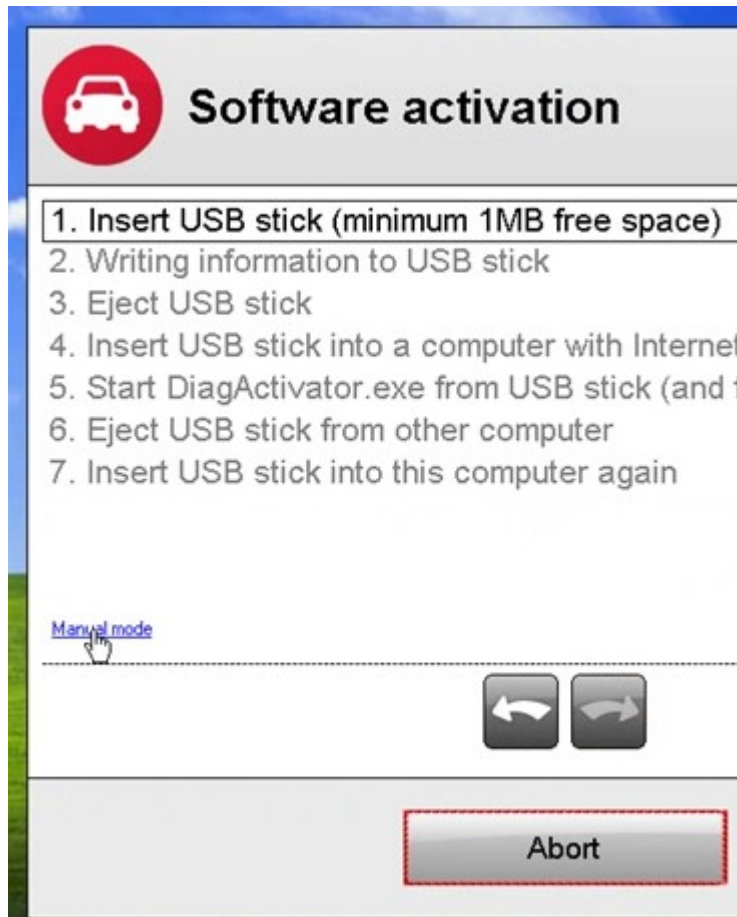 Software activation
1. Insert USB stick (minimum 1MB free space)
2. Writing information to USB stick
3. Eject USB stick
4. Insert USB stick into a computer with Internet
5. Start DiagActivator.exe from USB stick (and
6. Eject USB stick from other computer
7. Insert USB stick into this computer again
Manual mode
Abort